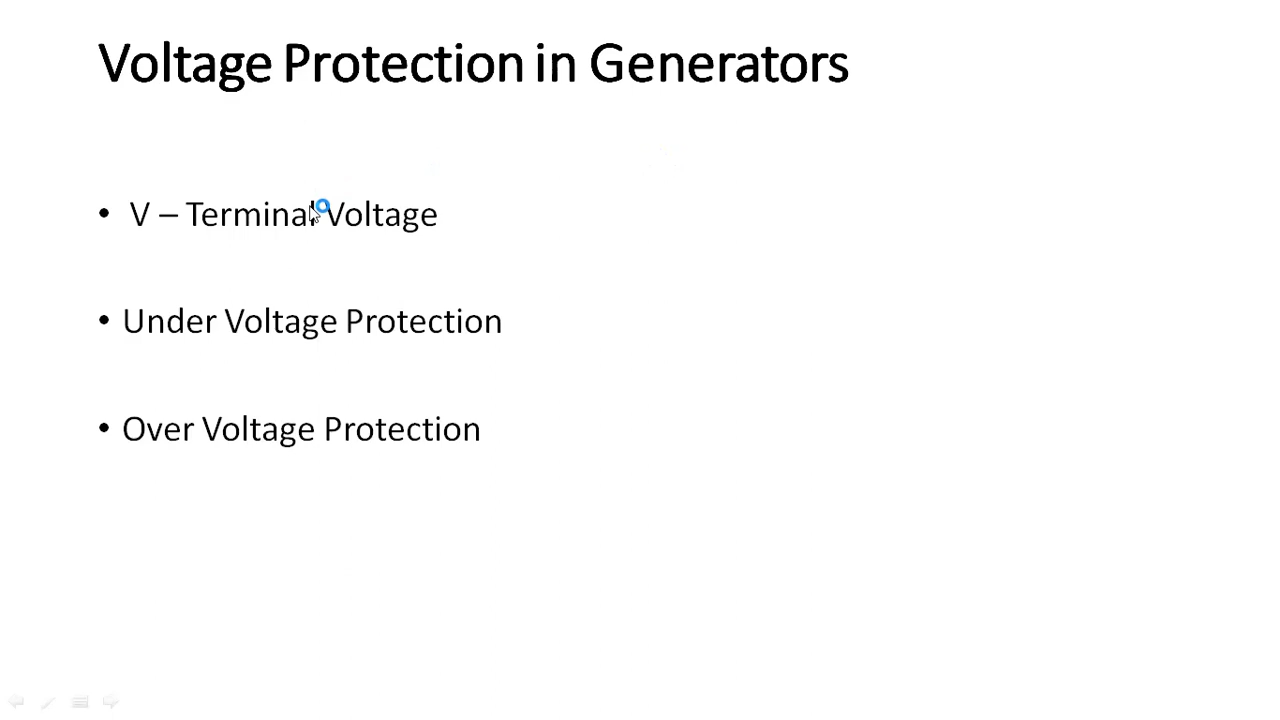 Voltage Protection in Generators
• V – Terminal Voltage
• Under Voltage Protection
• Over Voltage Protection